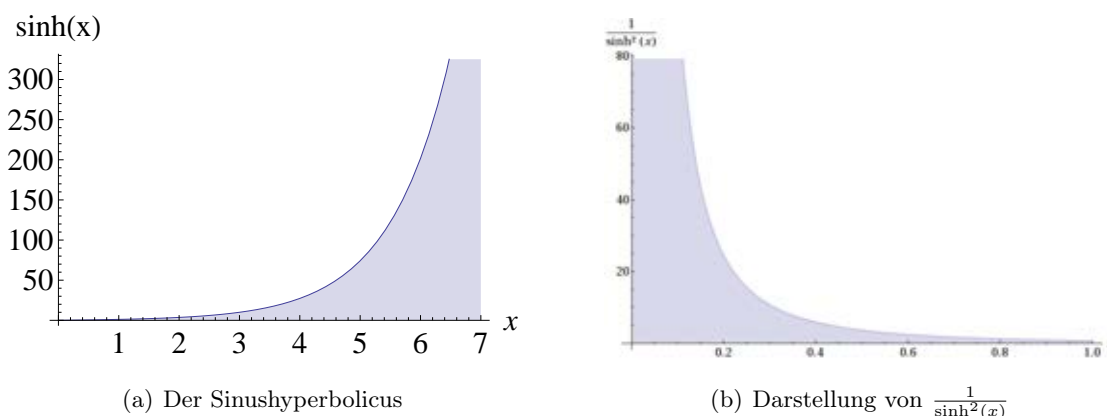 sinh(x)
300
250
200
150
100
50
1 2 3 4 5 6 7 x
(a) Der Sinushyperbolicus
1
sinh²(x)
80
60
40
20
0.2 0.4 0.6 0.8 1.0
(b) Darstellung von 1/sinh²(x)